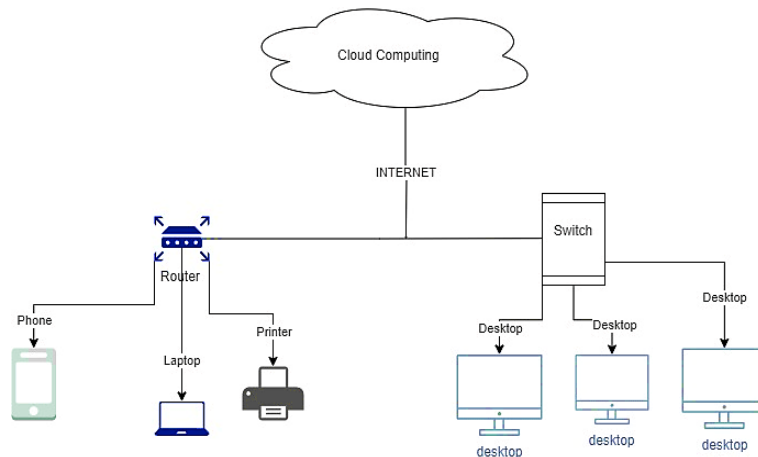 Cloud Computing
INTERNET
Switch
Router
Desktop
Phone
Printer
Desktop
Desktop
Laptop
desktop
desktop
desktop